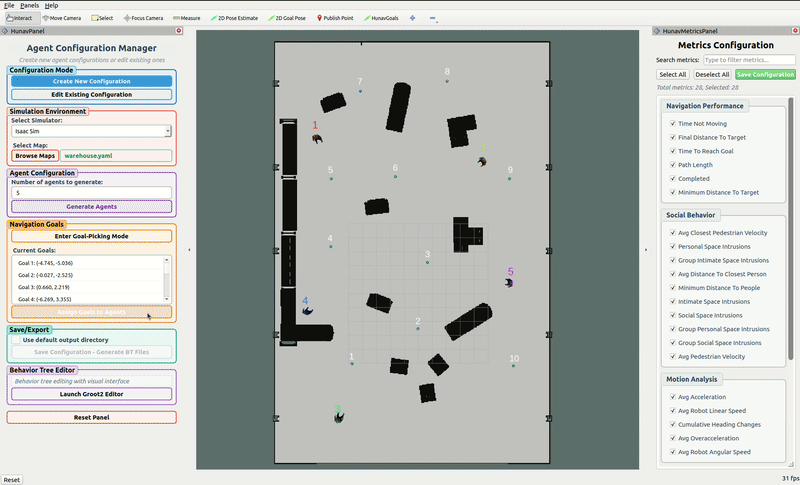 File Panels Help
Interact Move Camera Select Focus Camera Measure 2D Pose Estimate 2D Goal Pose Publish Point HunavGoals
HunavPanel
Agent Configuration Manager
Create new agent configurations or edit existing ones
Configuration Mode
Create New Configuration
Edit Existing Configuration
Simulation Environment
Select Simulator:
Isaac Sim
Select Map:
Browse Maps warehouse.yaml
Agent Configuration
Number of agents to generate:
5
Generate Agents
Navigation Goals
Enter Goal-Picking Mode
Current Goals:
Goal 1: (-4.745, -5.036)
Goal 2: (-0.027, -2.525)
Goal 3: (0.660, 2.219)
Goal 4: (-6.269, 3.355)
Assign Goals to Agents
Save/Export
Use default output directory
Save Configuration - Generate BT Files
Behavior Tree Editor
Behavior tree editing with visual interface
Launch Groot2 Editor
Reset Panel
Reset
7
8
1
5
6
9
4
3
5
4
2
1
10
HunavMetricsPanel
Metrics Configuration
Search metrics: Type to filter metrics...
Select All Deselect All Save Configuration
Total metrics: 28, Selected: 28
Navigation Performance
Time Not Moving
Final Distance To Target
Time To Reach Goal
Path Length
Completed
Minimum Distance To Target
Social Behavior
Avg Closest Pedestrian Velocity
Personal Space Intrusions
Group Intimate Space Intrusions
Avg Distance To Closest Person
Minimum Distance To People
Intimate Space Intrusions
Social Space Intrusions
Group Personal Space Intrusions
Group Social Space Intrusions
Avg Pedestrian Velocity
Motion Analysis
Avg Acceleration
Avg Robot Linear Speed
Cumulative Heading Changes
Avg Overacceleration
Avg Robot Angular Speed
31 fps